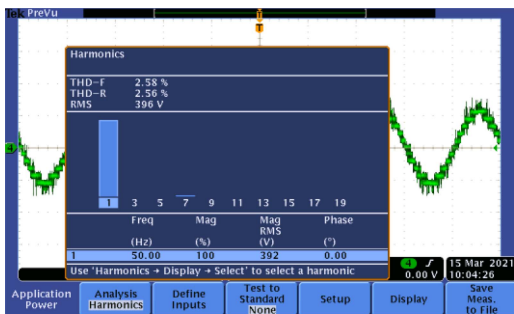 Tek PreVu
T
Harmonics
THD-F 2.58 %
THD-R 2.56 %
RMS 396 V
1 3 5 7 9 11 13 15 17 19
Freq Mag Mag Phase
RMS
(Hz) (%) (V) (°)
1 50.00 100 392 0.00
Use 'Harmonics → Display → Select' to select a harmonic
4
4 0.00 V
15 Mar 2021
10:04:26
Application Power
Analysis Harmonics
Define Inputs
Test to Standard None
Setup
Display
Save Meas. to File